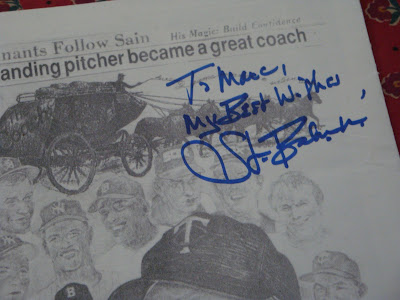 nants Follow Sain His Magic: Build Confidence
anding pitcher became a great coach
To Marc,
My Best Wishes,
T
B